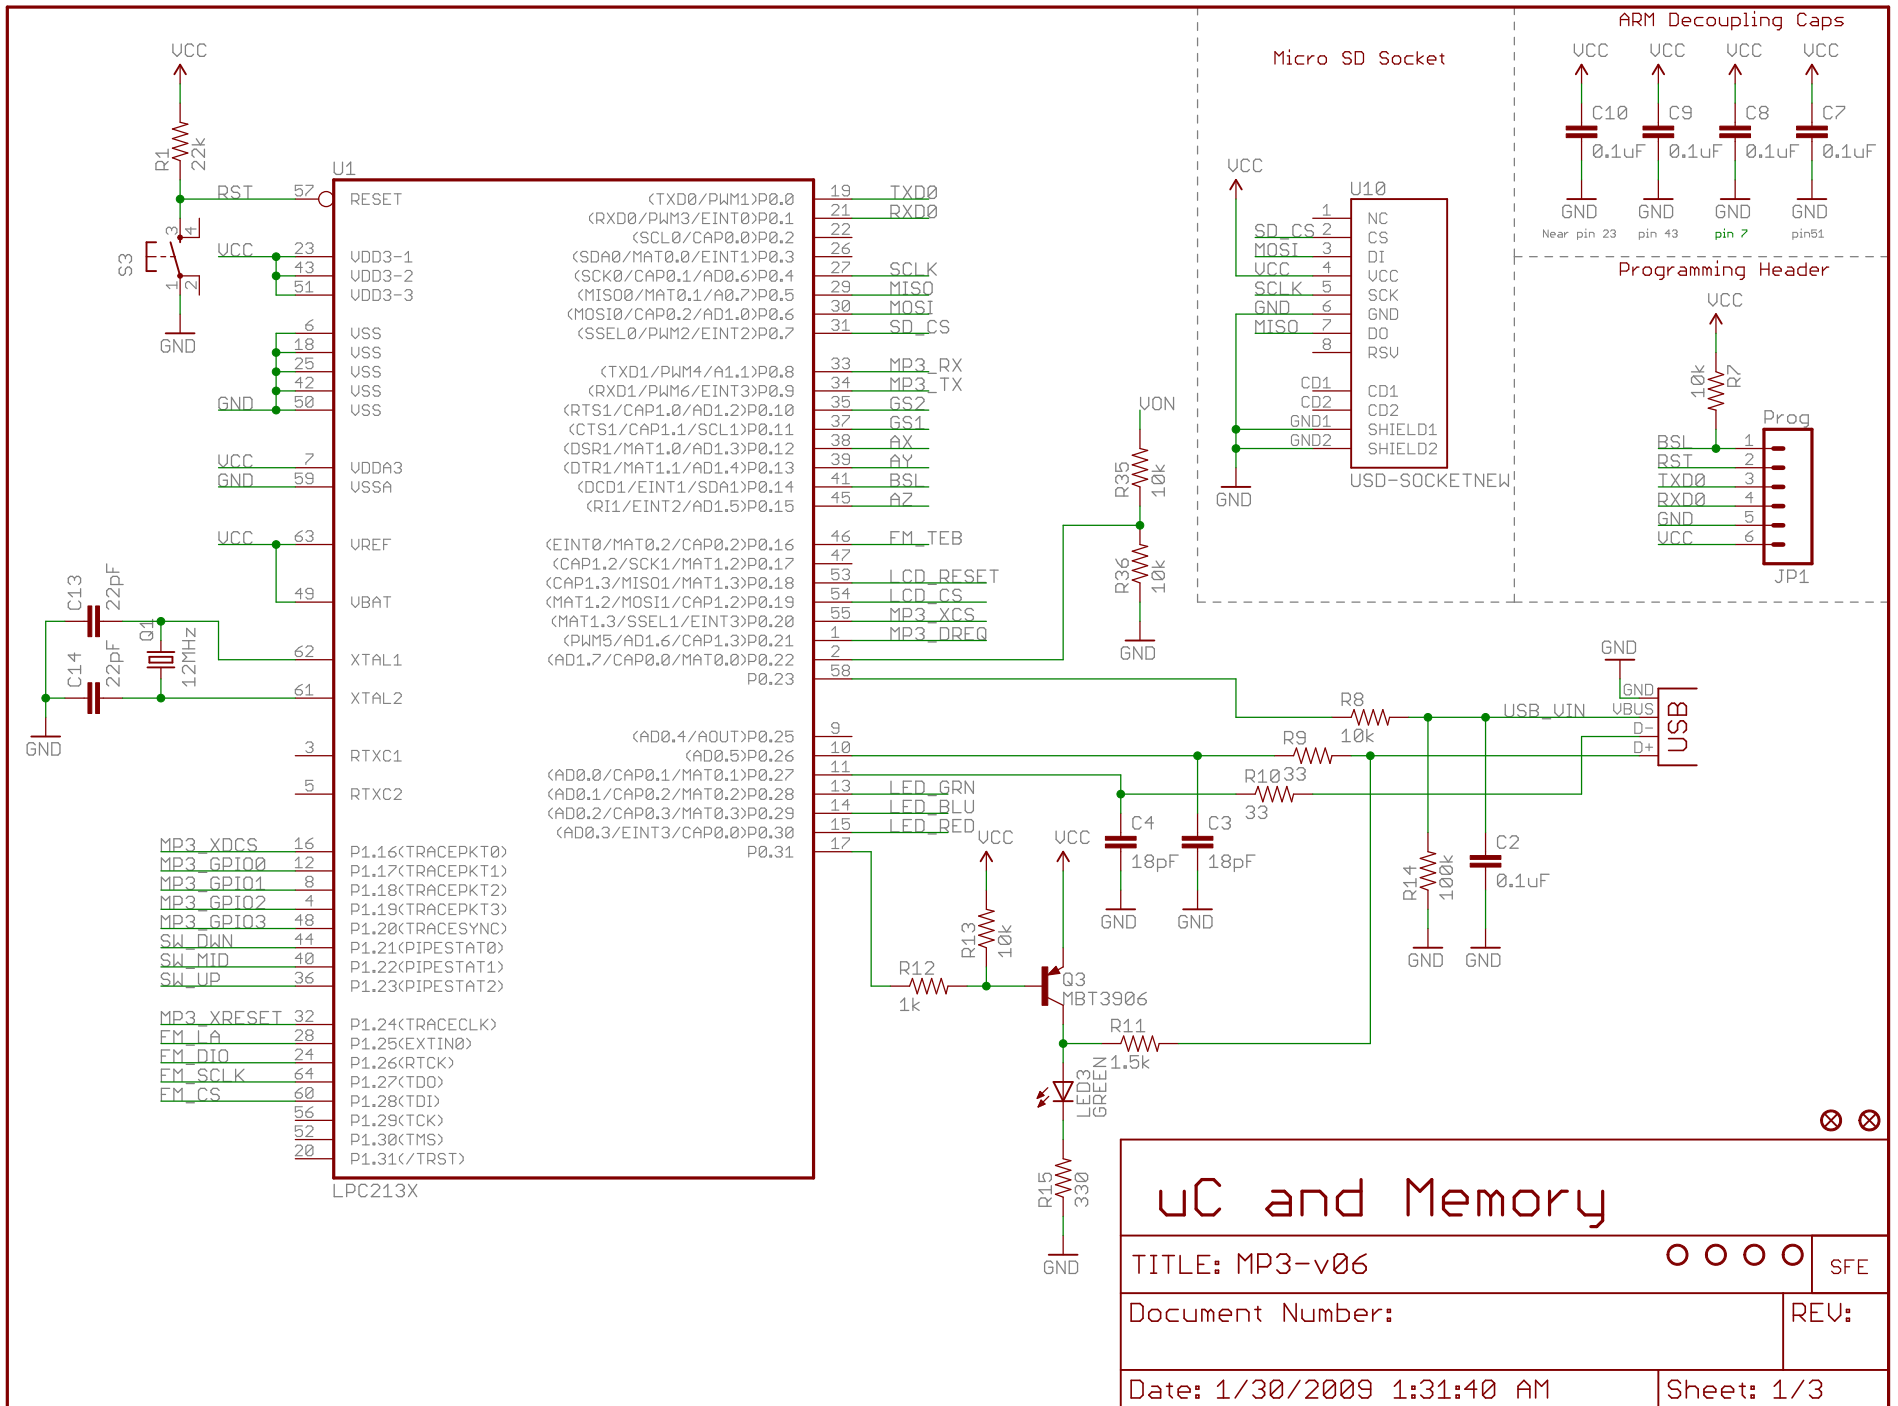 VCC
R1
22k
RST
S3
3
4
1
2
GND
U1
LPC213X
57 RESET
VCC
23 VDD3-1
43 VDD3-2
51 VDD3-3
6 VSS
18 VSS
25 VSS
42 VSS
GND 50 VSS
VCC 7 VDDA3
GND 59 VSSA
VCC 63 VREF
49 VBAT
C13
22pF
C14
22pF
Q1
12MHz
GND
62 XTAL1
61 XTAL2
3 RTXC1
5 RTXC2
MP3_XDCS 16 P1.16(TRACEPKT0)
MP3_GPIO0 12 P1.17(TRACEPKT1)
MP3_GPIO1 8 P1.18(TRACEPKT2)
MP3_GPIO2 4 P1.19(TRACEPKT3)
MP3_GPIO3 48 P1.20(TRACESYNC)
SW_DWN 44 P1.21(PIPESTAT0)
SW_MID 40 P1.22(PIPESTAT1)
SW_UP 36 P1.23(PIPESTAT2)
MP3_XRESET 32 P1.24(TRACECLK)
FM_LA 28 P1.25(EXTIN0)
FM_DIO 24 P1.26(RTCK)
FM_SCLK 64 P1.27(TDO)
FM_CS 60 P1.28(TDI)
56 P1.29(TCK)
52 P1.30(TMS)
20 P1.31(/TRST)
(TXD0/PWM1)P0.0 19 TXD0
(RXD0/PWM3/EINT0)P0.1 21 RXD0
(SCL0/CAP0.0)P0.2 22
(SDA0/MAT0.0/EINT1)P0.3 26
(SCK0/CAP0.1/AD0.6)P0.4 27 SCLK
(MISO0/MAT0.1/A0.7)P0.5 29 MISO
(MOSI0/CAP0.2/AD1.0)P0.6 30 MOSI
(SSEL0/PWM2/EINT2)P0.7 31 SD_CS
(TXD1/PWM4/A1.1)P0.8 33 MP3_RX
(RXD1/PWM6/EINT3)P0.9 34 MP3_TX
(RTS1/CAP1.0/AD1.2)P0.10 35 GS2
(CTS1/CAP1.1/SCL1)P0.11 37 GS1
(DSR1/MAT1.0/AD1.3)P0.12 38 AX
(DTR1/MAT1.1/AD1.4)P0.13 39 AY
(DCD1/EINT1/SDA1)P0.14 41 BSL
(RI1/EINT2/AD1.5)P0.15 45 AZ
(EINT0/MAT0.2/CAP0.2)P0.16 46 FM_TEB
(CAP1.2/SCK1/MAT1.2)P0.17 47
(CAP1.3/MISO1/MAT1.3)P0.18 53 LCD_RESET
(MAT1.2/MOSI1/CAP1.2)P0.19 54 LCD_CS
(MAT1.3/SSEL1/EINT3)P0.20 55 MP3_XCS
(PWM5/AD1.6/CAP1.3)P0.21 1 MP3_DREQ
(AD1.7/CAP0.0/MAT0.0)P0.22 2
P0.23 58
(AD0.4/AOUT)P0.25 9
(AD0.5)P0.26 10
(AD0.0/CAP0.1/MAT0.1)P0.27 11
(AD0.1/CAP0.2/MAT0.2)P0.28 13 LED_GRN
(AD0.2/CAP0.3/MAT0.3)P0.29 14 LED_BLU
(AD0.3/EINT3/CAP0.0)P0.30 15 LED_RED
P0.31 17
VON
R35
10k
R36
10k
GND
Micro SD Socket
VCC
U10
1 NC
SD_CS 2 CS
MOSI 3 DI
VCC 4 VCC
SCLK 5 SCK
GND 6 GND
MISO 7 DO
8 RSV
CD1 CD1
CD2 CD2
GND1 SHIELD1
GND2 SHIELD2
USD-SOCKETNEW
GND
ARM Decoupling Caps
VCC VCC VCC VCC
C10 C9 C8 C7
0.1uF 0.1uF 0.1uF 0.1uF
GND GND GND GND
Near pin 23 pin 43 pin 7 pin51
Programming Header
VCC
10k
R7
Prog
BSL 1
RST 2
TXD0 3
RXD0 4
GND 5
VCC 6
JP1
GND
GND
USB_VIN VBUS
D-
D+
USB
R8
10k
R9
33
R10
33
C4
18pF
GND
C3
18pF
GND
R14
100k
GND
C2
0.1uF
GND
VCC
VCC
R13
10k
R12
1k
Q3
MBT3906
R11
1.5k
LED3
GREEN
R15
330
GND
uC and Memory
TITLE: MP3-v06
SFE
Document Number:
REV:
Date: 1/30/2009 1:31:40 AM
Sheet: 1/3